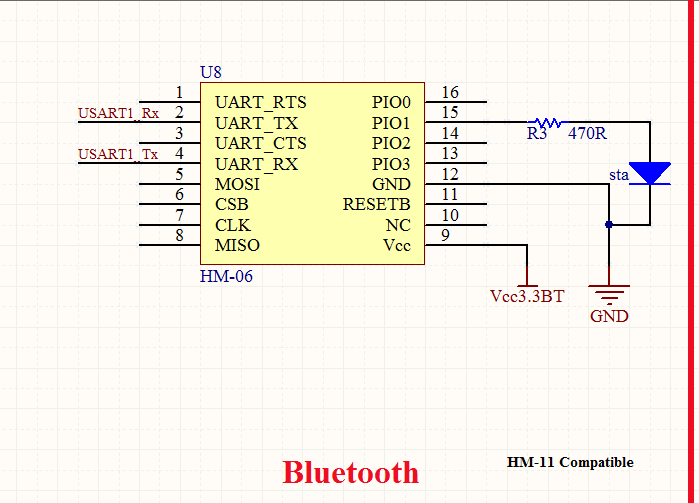 U8
1 UART_RTS PIO0 16
USART1_Rx 2 UART_TX PIO1 15
R3 470R
3 UART_CTS PIO2 14
USART1_Tx 4 UART_RX PIO3 13
5 MOSI GND 12
sta
6 CSB RESETB 11
7 CLK NC 10
8 MISO Vcc 9
HM-06
Vcc3.3BT
GND
Bluetooth
HM-11 Compatible